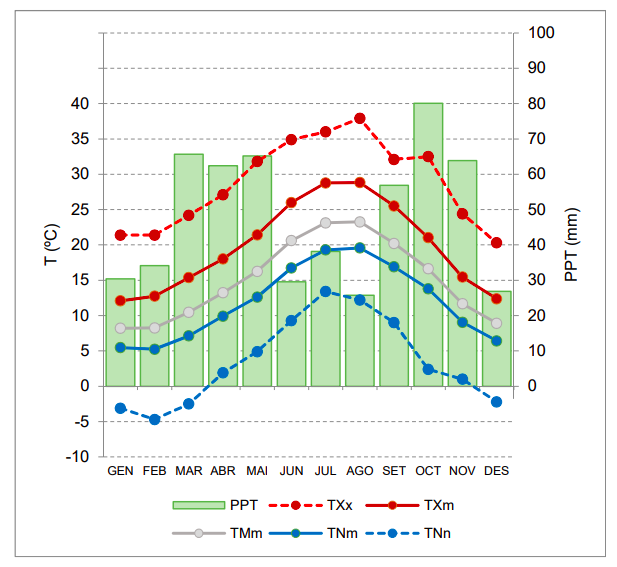 100
90
40 80
35 70
30 60
25 50
20 40
15 30
10 20
5 10
0 0
-5
-10
T (ºC)
PPT (mm)
GEN FEB MAR ABR MAI JUN JUL AGO SET OCT NOV DES
PPT TXx TXm
TMm TNm TNn